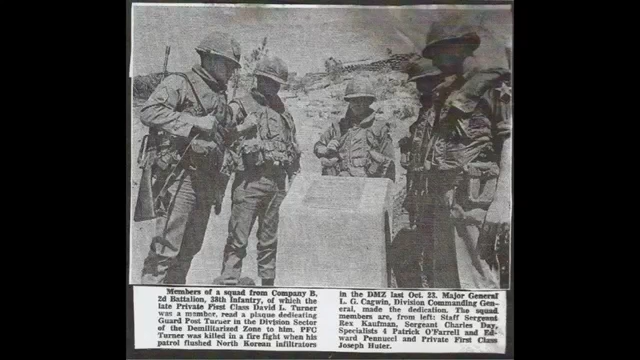 Members of a squad from Company B,
2d Battalion, 38th Infantry, of which the
late Private First Class David L. Turner
was a member, read a plaque dedicating
Guard Post Turner in the Division Sector
of the Demilitarized Zone to him. PFC
Turner was killed in a fire fight when his
patrol flushed North Korean infiltrators
in the DMZ last Oct. 23. Major General
L. G. Cagwin, Division Commanding Gen-
eral, made the dedication. The squad
members are, from left: Staff Sergeant
Rex Kaufman, Sergeant Charles Day,
Specialists 4 Patrick O'Farrell and Ed-
ward Pennucci and Private First Class
Joseph Huter.